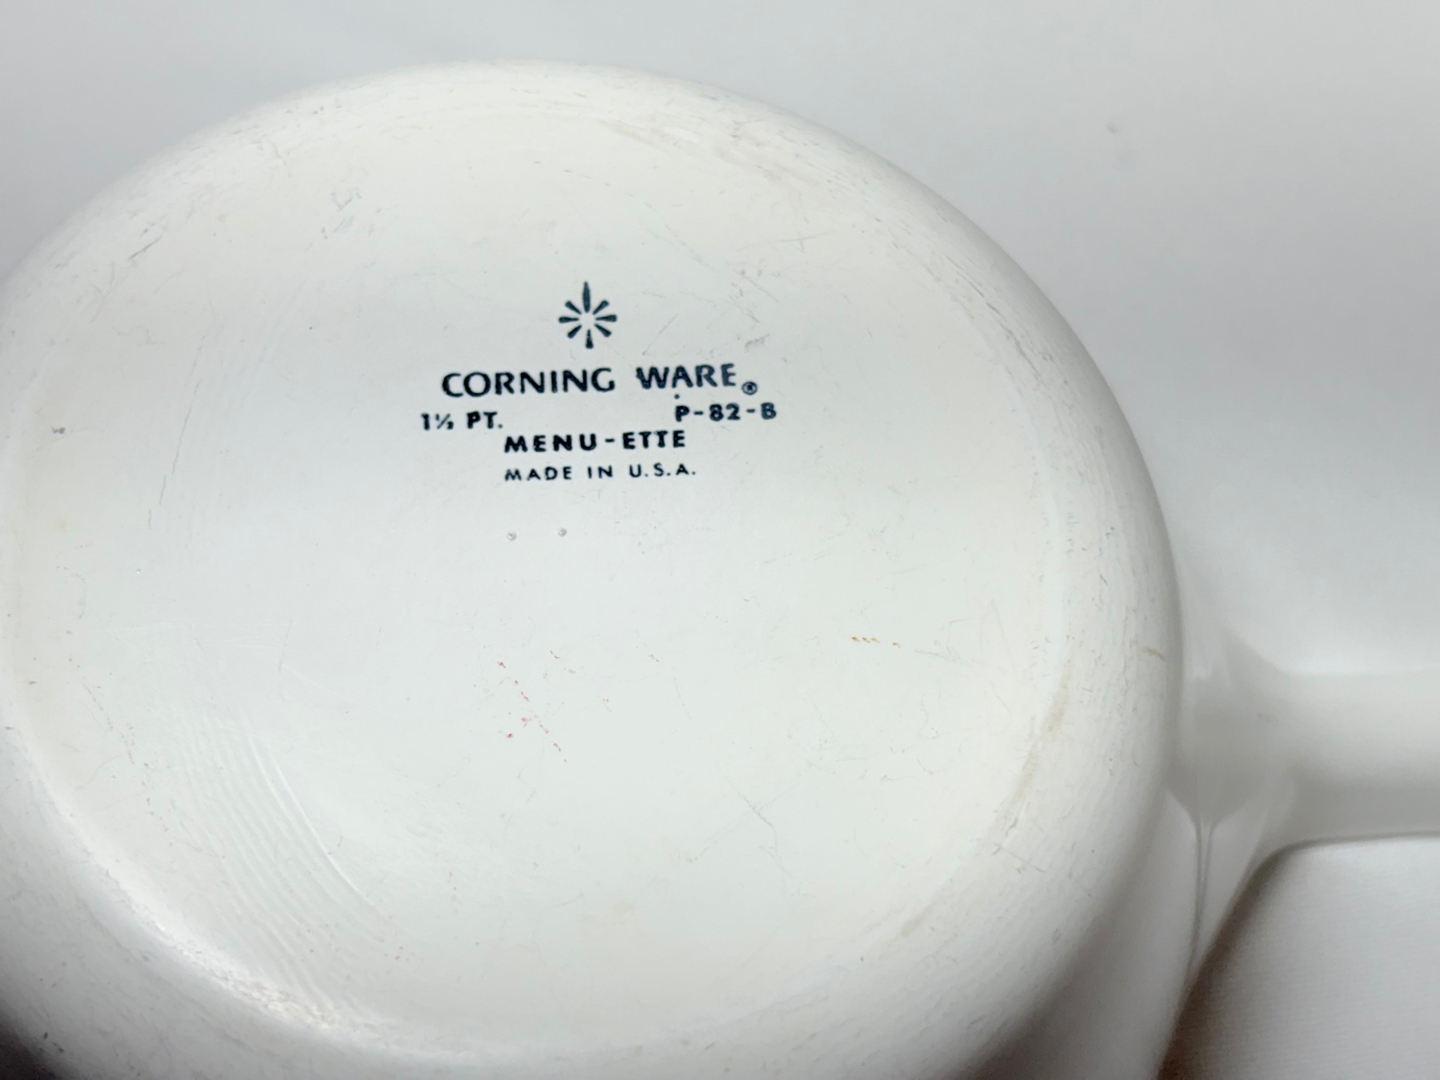 CORNING WARE®
1½ PT. P-82-B
MENU-ETTE
MADE IN U.S.A.